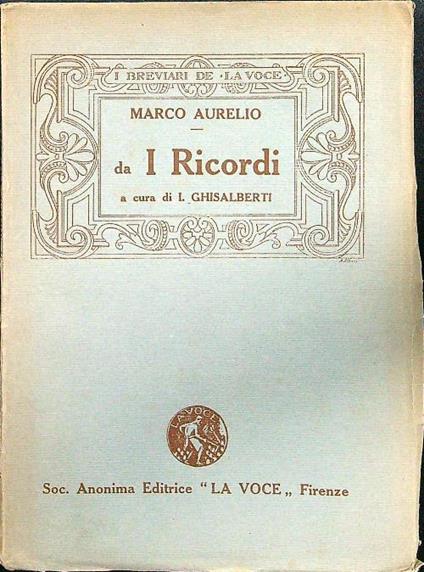 I BREVIARI DE · LA VOCE ·
MARCO AURELIO
—
da I Ricordi
a cura di I. GHISALBERTI
LA VOCE
Soc. Anonima Editrice “LA VOCE„ Firenze